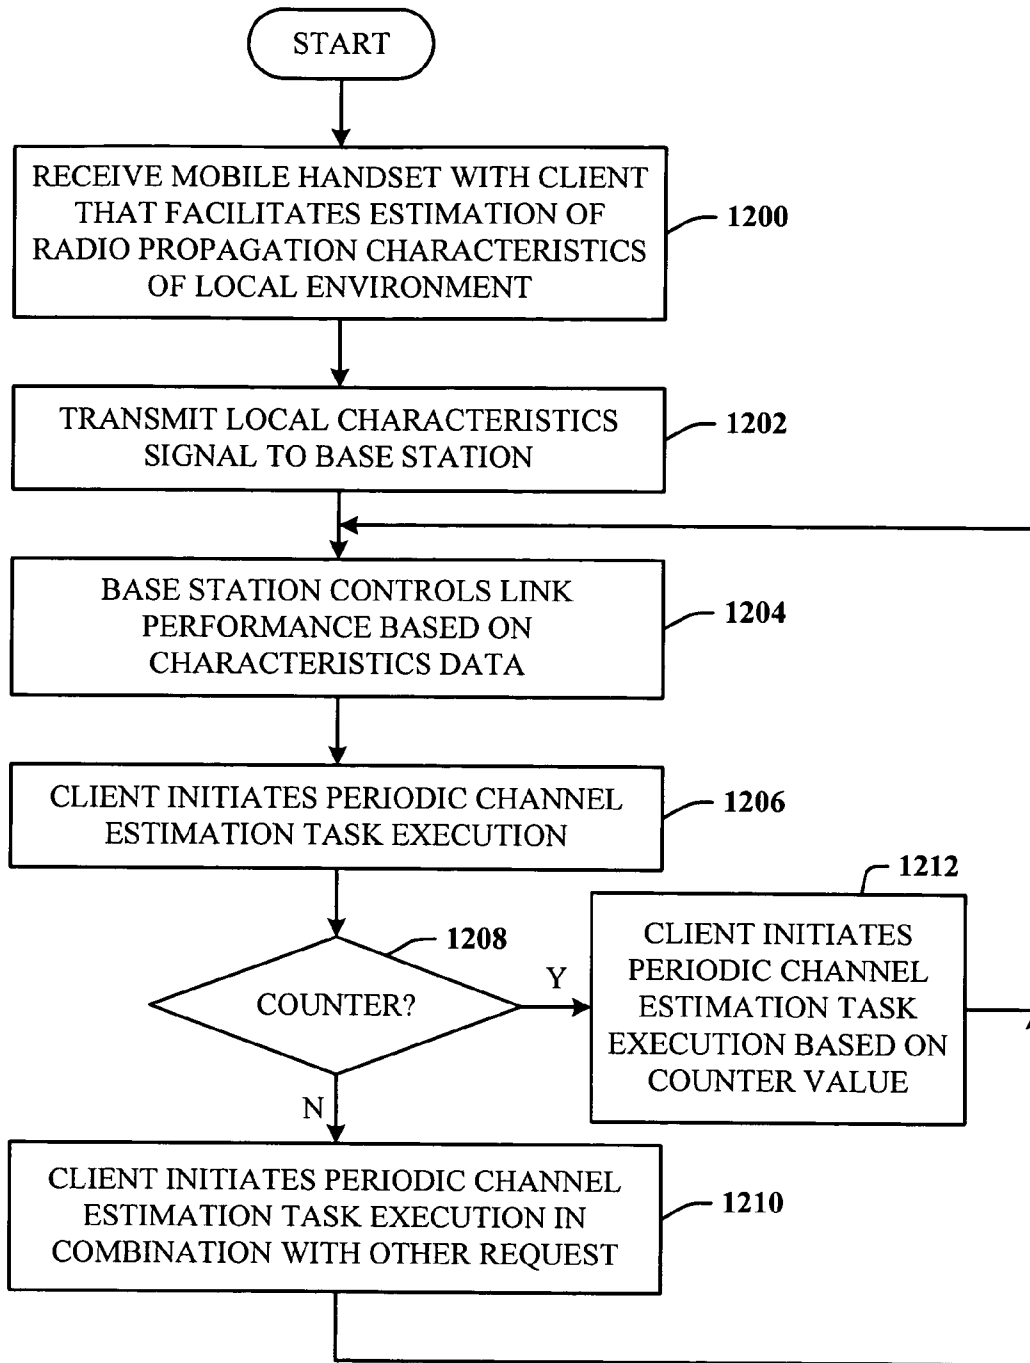 START
RECEIVE MOBILE HANDSET WITH CLIENT
THAT FACILITATES ESTIMATION OF
RADIO PROPAGATION CHARACTERISTICS
OF LOCAL ENVIRONMENT
1200
TRANSMIT LOCAL CHARACTERISTICS
SIGNAL TO BASE STATION
1202
BASE STATION CONTROLS LINK
PERFORMANCE BASED ON
CHARACTERISTICS DATA
1204
CLIENT INITIATES PERIODIC CHANNEL
ESTIMATION TASK EXECUTION
1206
COUNTER?
1208
Y
N
1212
CLIENT INITIATES
PERIODIC CHANNEL
ESTIMATION TASK
EXECUTION BASED ON
COUNTER VALUE
CLIENT INITIATES PERIODIC CHANNEL
ESTIMATION TASK EXECUTION IN
COMBINATION WITH OTHER REQUEST
1210